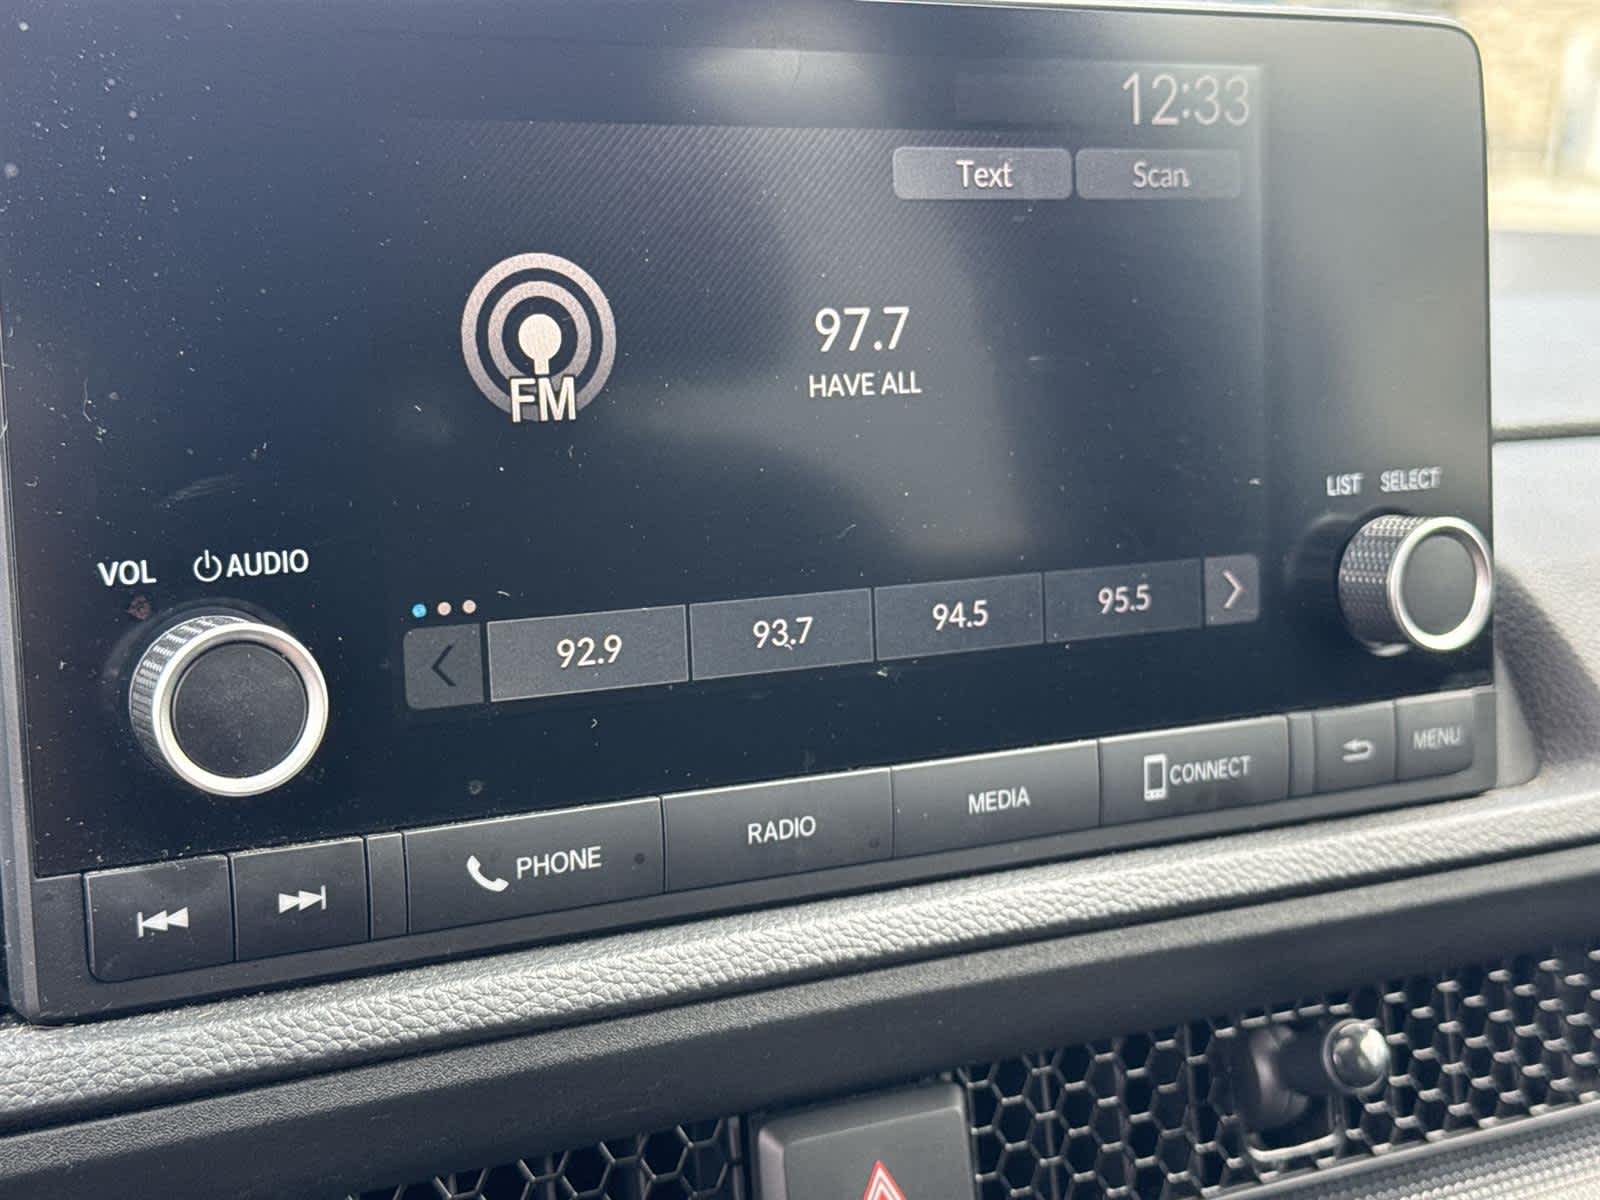 12:33
Text Scan
97.7
HAVE ALL
FM
LIST SELECT
VOL AUDIO
92.9 93.7 94.5 95.5
PHONE RADIO MEDIA CONNECT MENU